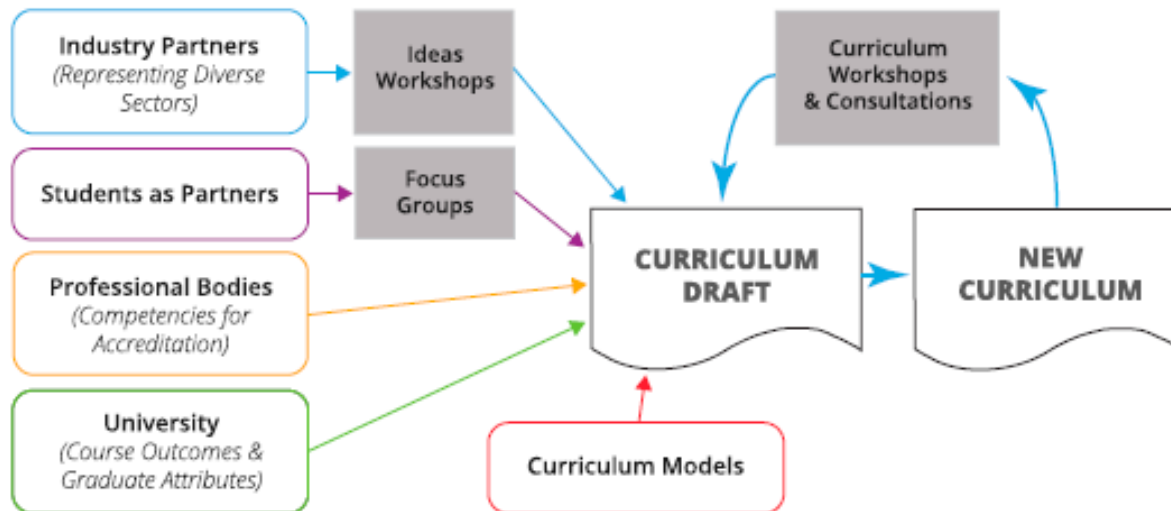 Industry Partners
(Representing Diverse
Sectors)
Ideas
Workshops
Curriculum
Workshops
& Consultations
Students as Partners
Focus
Groups
Professional Bodies
(Competencies for
Accreditation)
CURRICULUM
DRAFT
NEW
CURRICULUM
University
(Course Outcomes &
Graduate Attributes)
Curriculum Models